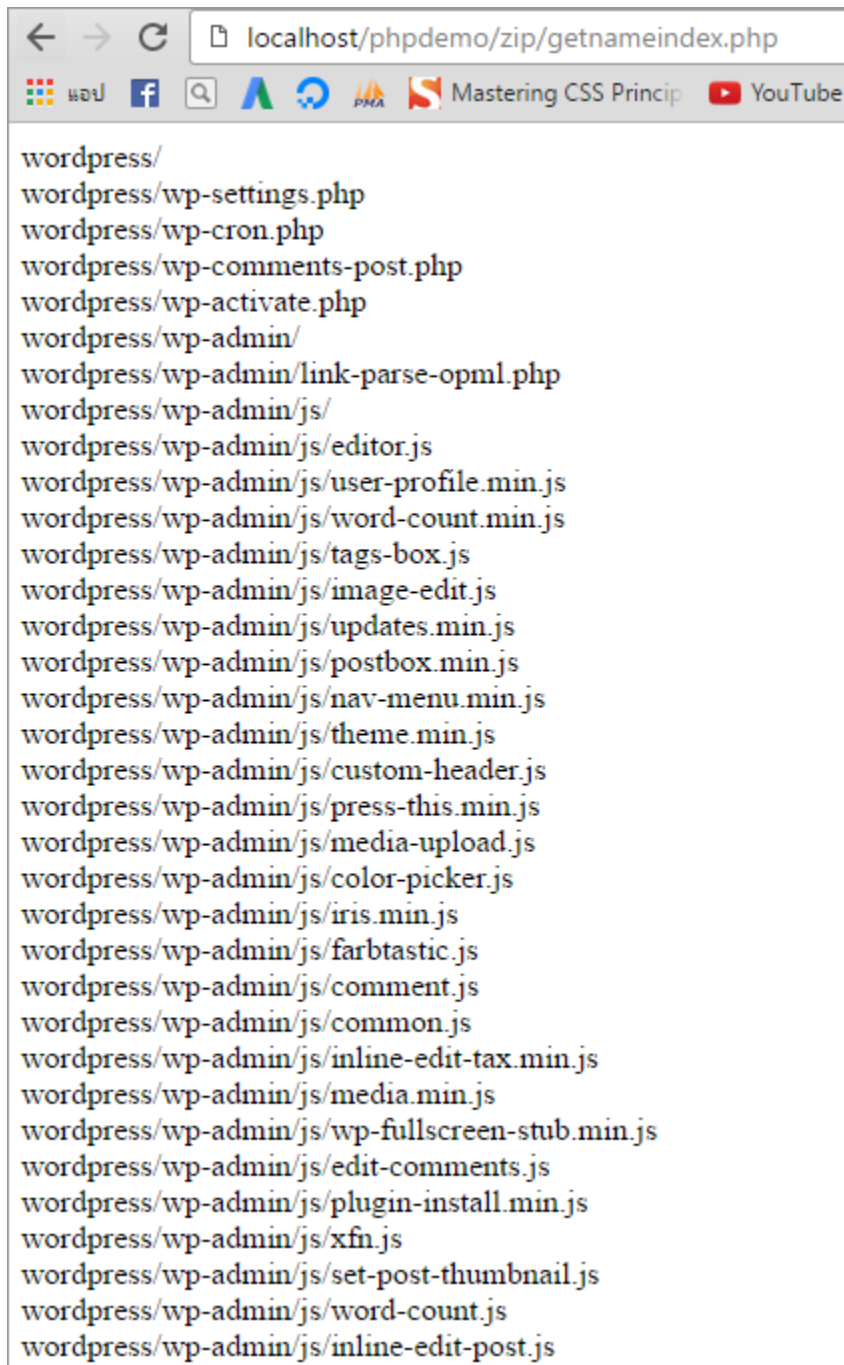 localhost/phpdemo/zip/getnameindex.php
แอป PMA Mastering CSS Princip YouTube
wordpress/
wordpress/wp-settings.php
wordpress/wp-cron.php
wordpress/wp-comments-post.php
wordpress/wp-activate.php
wordpress/wp-admin/
wordpress/wp-admin/link-parse-opml.php
wordpress/wp-admin/js/
wordpress/wp-admin/js/editor.js
wordpress/wp-admin/js/user-profile.min.js
wordpress/wp-admin/js/word-count.min.js
wordpress/wp-admin/js/tags-box.js
wordpress/wp-admin/js/image-edit.js
wordpress/wp-admin/js/updates.min.js
wordpress/wp-admin/js/postbox.min.js
wordpress/wp-admin/js/nav-menu.min.js
wordpress/wp-admin/js/theme.min.js
wordpress/wp-admin/js/custom-header.js
wordpress/wp-admin/js/press-this.min.js
wordpress/wp-admin/js/media-upload.js
wordpress/wp-admin/js/color-picker.js
wordpress/wp-admin/js/iris.min.js
wordpress/wp-admin/js/farbtastic.js
wordpress/wp-admin/js/comment.js
wordpress/wp-admin/js/common.js
wordpress/wp-admin/js/inline-edit-tax.min.js
wordpress/wp-admin/js/media.min.js
wordpress/wp-admin/js/wp-fullscreen-stub.min.js
wordpress/wp-admin/js/edit-comments.js
wordpress/wp-admin/js/plugin-install.min.js
wordpress/wp-admin/js/xfn.js
wordpress/wp-admin/js/set-post-thumbnail.js
wordpress/wp-admin/js/word-count.js
wordpress/wp-admin/js/inline-edit-post.js